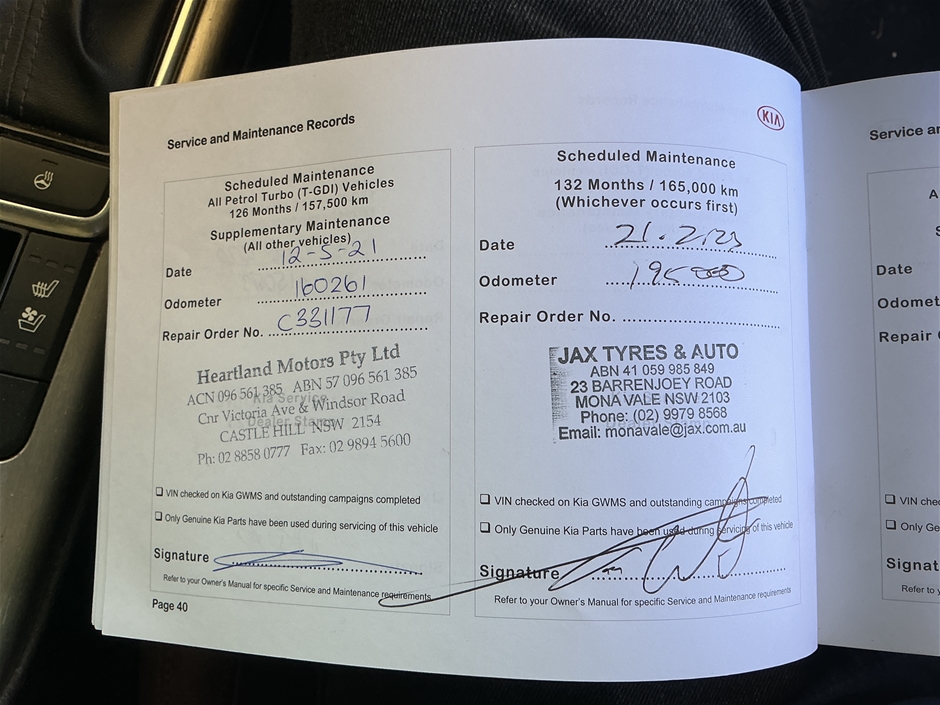 Service and Maintenance Records
Scheduled Maintenance
All Petrol Turbo (T-GDI) Vehicles
126 Months / 157,500 km
Supplementary Maintenance
(All other vehicles)
Date 12-5-21
Odometer 160261
Repair Order No. C331177
Heartland Motors Pty Ltd
ACN 096 561 385 ABN 57 096 561 385
Kia Service
Cnr Victoria Ave & Windsor Road
Dealer Stamp
CASTLE HILL NSW 2154
Ph: 02 8858 0777 Fax: 02 9894 5600
VIN checked on Kia GWMS and outstanding campaigns completed
Only Genuine Kia Parts have been used during servicing of this vehicle
Signature
Refer to your Owner's Manual for specific Service and Maintenance requirements
Page 40
KIA
Scheduled Maintenance
132 Months / 165,000 km
(Whichever occurs first)
Date
Odometer
Repair Order No.
JAX TYRES & AUTO
ABN 41 059 985 849
23 BARRENJOEY ROAD
MONA VALE NSW 2103
Phone: (02) 9979 8568
Email: monavale@jax.com.au
VIN checked on Kia GWMS and outstanding campaigns completed
Only Genuine Kia Parts have been used during servicing of this vehicle
Signature
Refer to your Owner's Manual for specific Service and Maintenance requirements
Service
Date
Repair
VIN
Only
Refer to